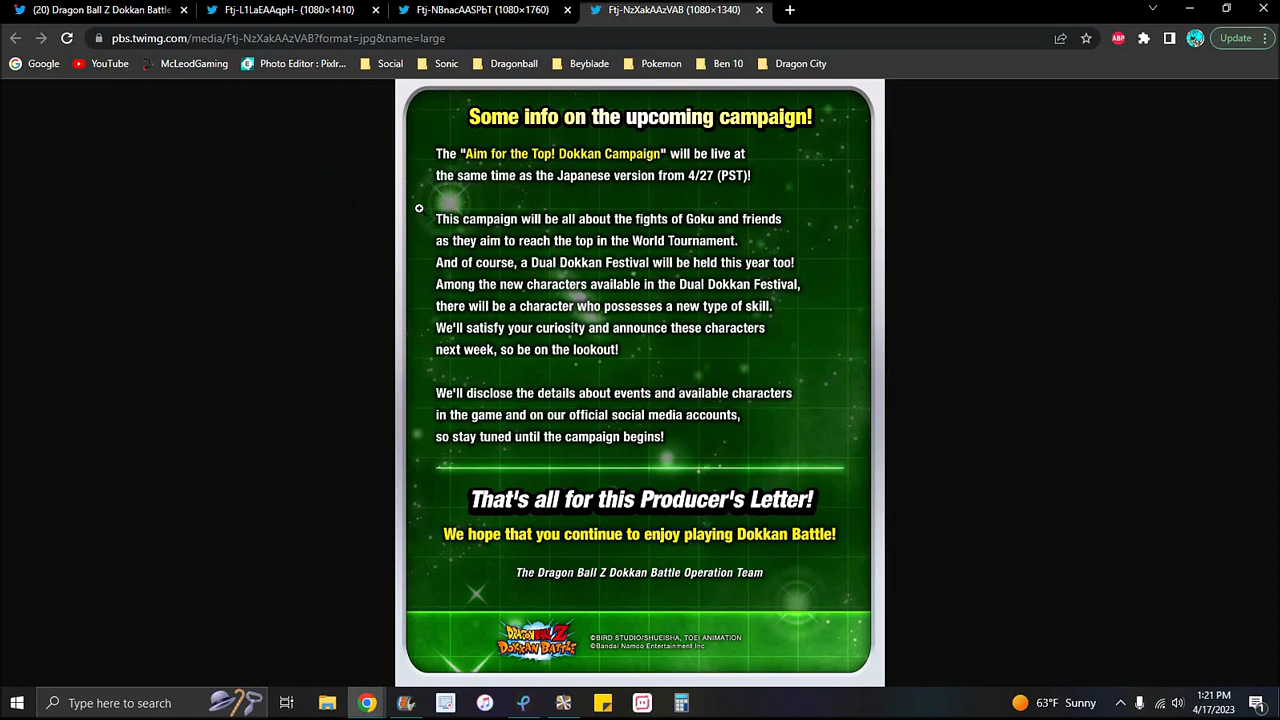 (20) Dragon Ball Z Dokkan Battle
Ftj-L1LaEAAqpH- (1080×1410)
Ftj-NBnacAASPbT (1080×1760)
Ftj-NzXakAAzVAB (1080×1340)
pbs.twimg.com/media/Ftj-NzXakAAzVAB?format=jpg&name=large
ABP
Update
Google
YouTube
McLeodGaming
Photo Editor : Pixlr...
Social
Sonic
Dragonball
Beyblade
Pokemon
Ben 10
Dragon City
Some info on the upcoming campaign!
The "Aim for the Top! Dokkan Campaign" will be live at
the same time as the Japanese version from 4/27 (PST)!
This campaign will be all about the fights of Goku and friends
as they aim to reach the top in the World Tournament.
And of course, a Dual Dokkan Festival will be held this year too!
Among the new characters available in the Dual Dokkan Festival,
there will be a character who possesses a new type of skill.
We'll satisfy your curiosity and announce these characters
next week, so be on the lookout!
We'll disclose the details about events and available characters
in the game and on our official social media accounts,
so stay tuned until the campaign begins!
That's all for this Producer's Letter!
We hope that you continue to enjoy playing Dokkan Battle!
The Dragon Ball Z Dokkan Battle Operation Team
DRAGON BALL Z
DOKKAN BATTLE
©BIRD STUDIO/SHUEISHA, TOEI ANIMATION
©Bandai Namco Entertainment Inc.
Type here to search
63°F Sunny
1:21 PM
4/17/2023